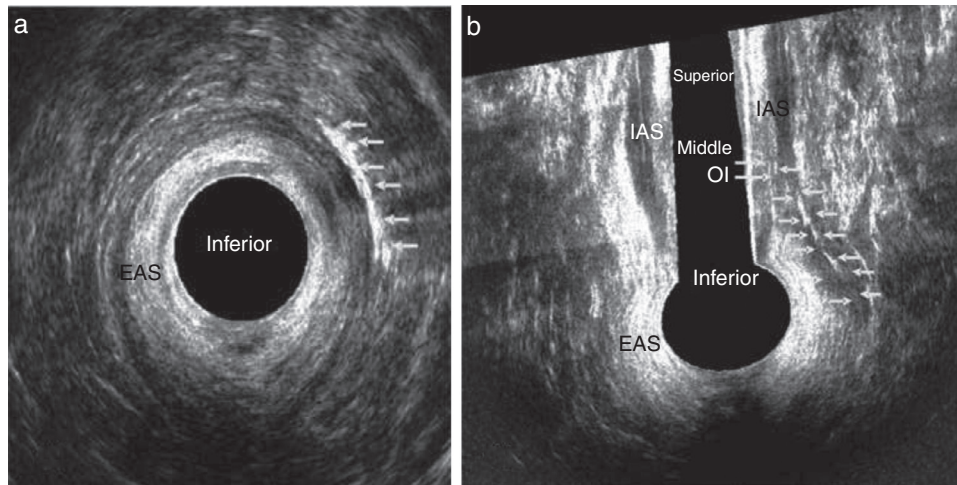 a
Inferior
EAS
b
Superior
IAS
IAS
Middle
OI
Inferior
EAS